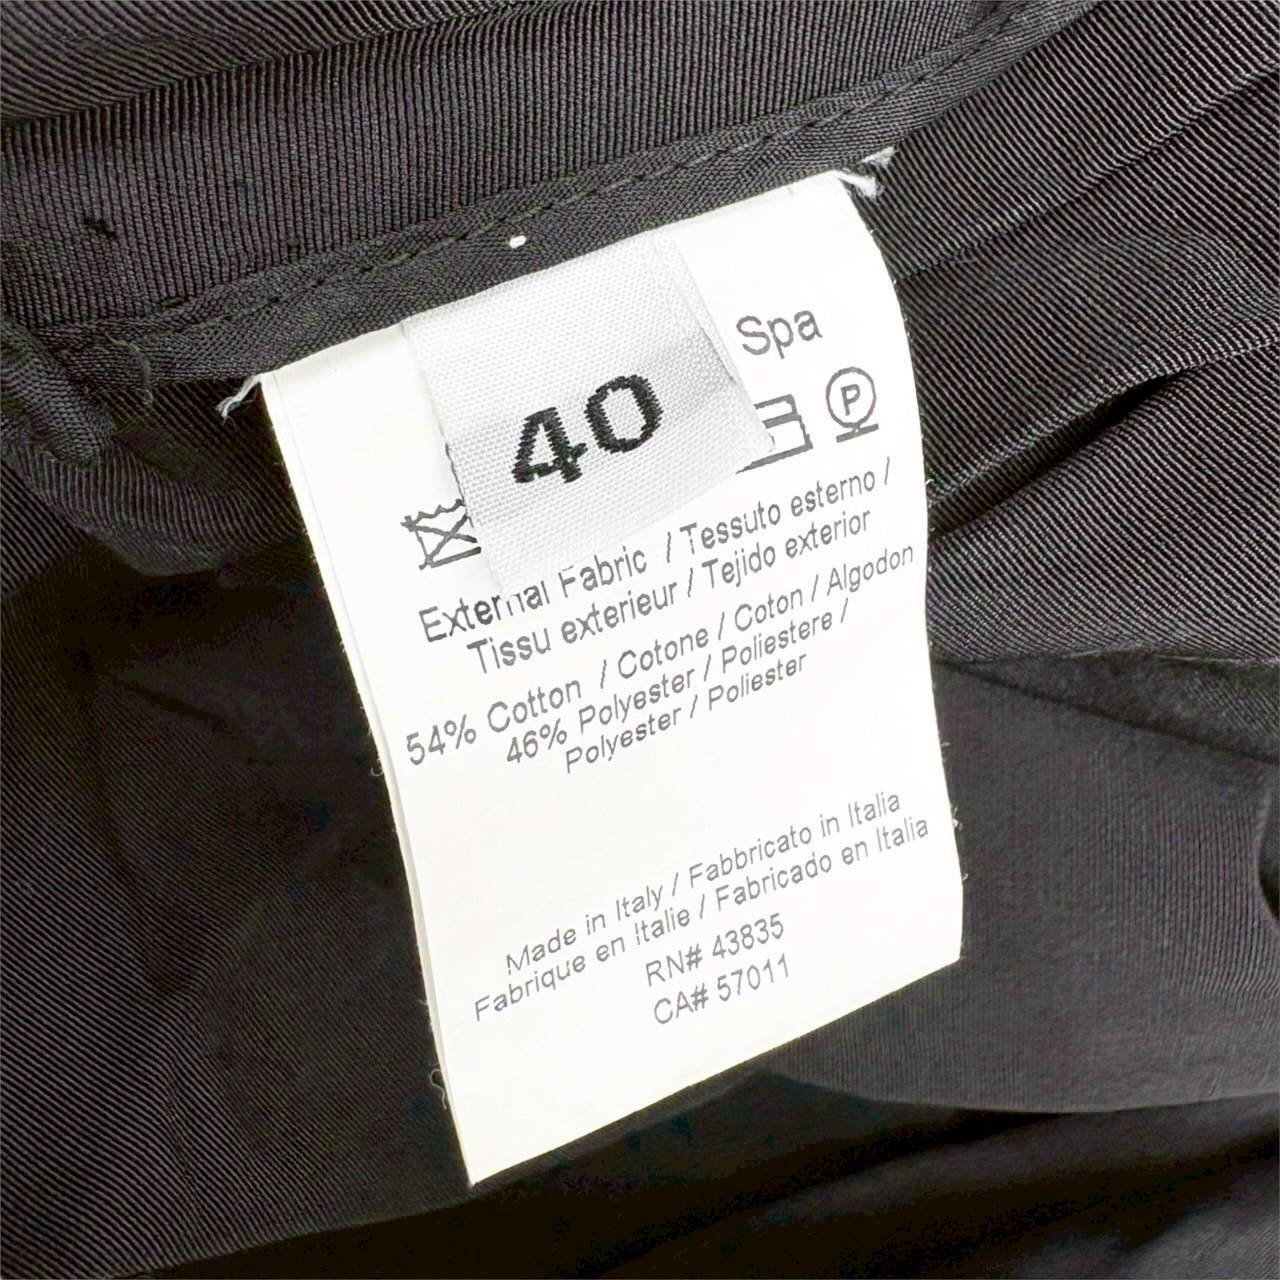 Spa
40
P
External Fabric / Tessuto esterno /
Tissu exterieur / Tejido exterior
54% Cotton / Cotone / Coton / Algodon
46% Polyester / Poliestere /
Polyester / Poliester
Made in Italy / Fabbricato in Italia
Fabrique en Italie / Fabricado en Italia
RN# 43835
CA# 57011